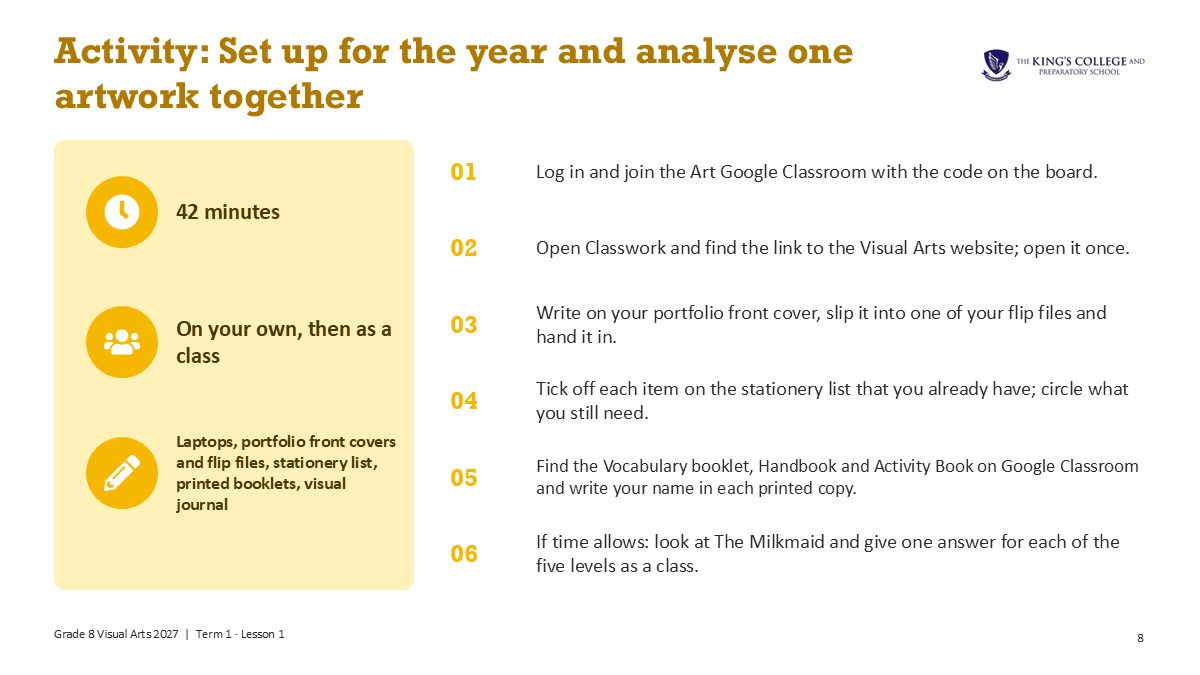 Activity: Set up for the year and analyse one
artwork together
THE KING'S COLLEGE AND
PREPARATORY SCHOOL
42 minutes
On your own, then as a
class
Laptops, portfolio front covers
and flip files, stationery list,
printed booklets, visual
journal
01
Log in and join the Art Google Classroom with the code on the board.
02
Open Classwork and find the link to the Visual Arts website; open it once.
03
Write on your portfolio front cover, slip it into one of your flip files and
hand it in.
04
Tick off each item on the stationery list that you already have; circle what
you still need.
05
Find the Vocabulary booklet, Handbook and Activity Book on Google Classroom
and write your name in each printed copy.
06
If time allows: look at The Milkmaid and give one answer for each of the
five levels as a class.
Grade 8 Visual Arts 2027 | Term 1 · Lesson 1
8